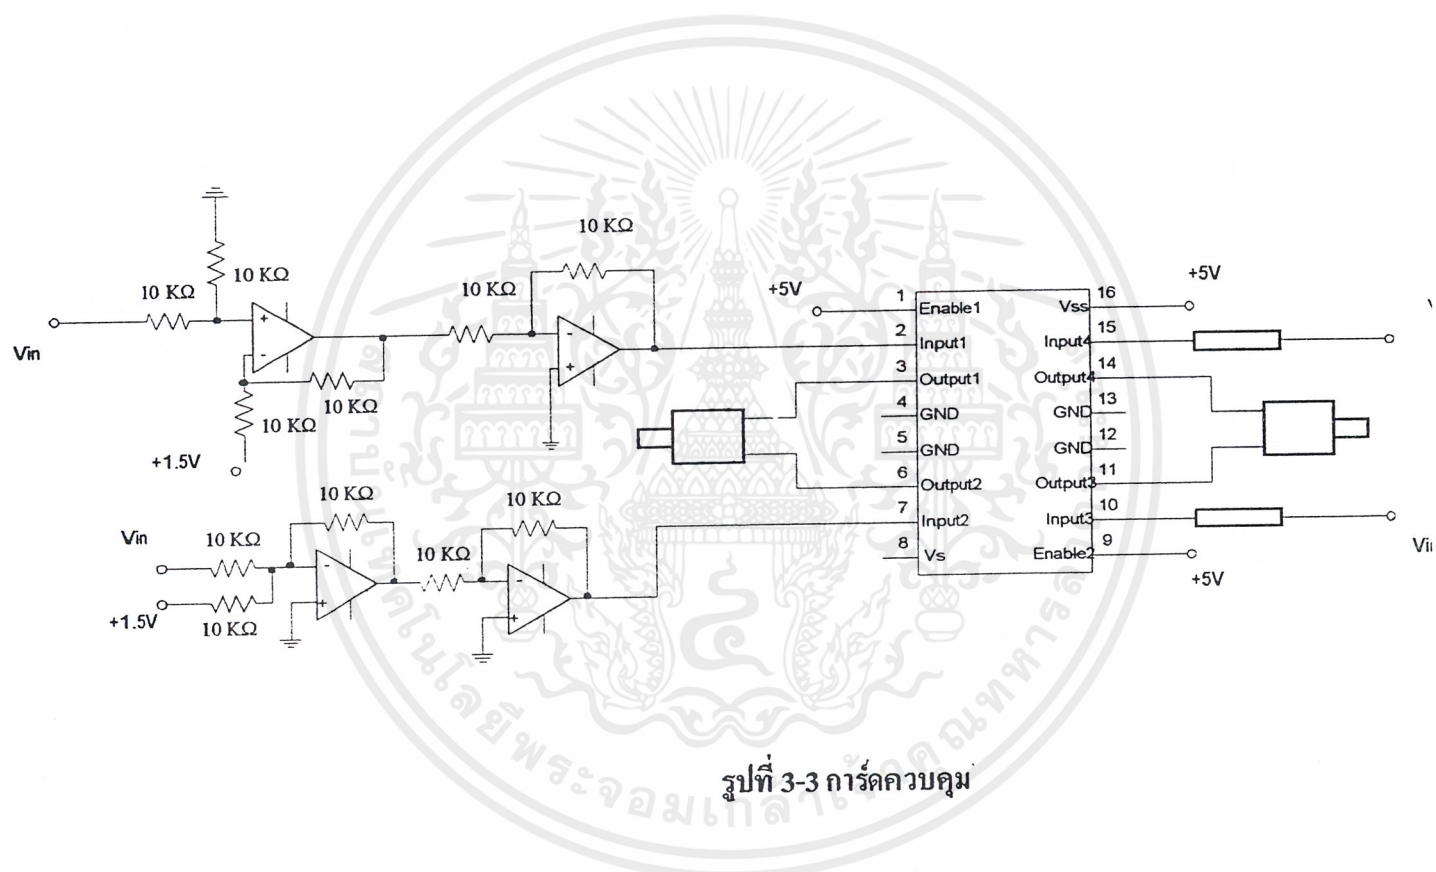 10 KΩ
10 KΩ
10 KΩ
10 KΩ
Vin
+
-
10 KΩ
10 KΩ
+1.5V
-
+
+5V
1
Enable1
2
Input1
3
Output1
4
GND
5
GND
6
Output2
7
Input2
8
Vs
16
Vss
+5V
15
Input4
14
Output4
13
GND
12
GND
11
Output3
10
Input3
9
Enable2
+5V
10 KΩ
10 KΩ
Vin
10 KΩ
10 KΩ
-
+
-
+
+1.5V
10 KΩ
รูปที่ 3-3 การ์ดควบคุม